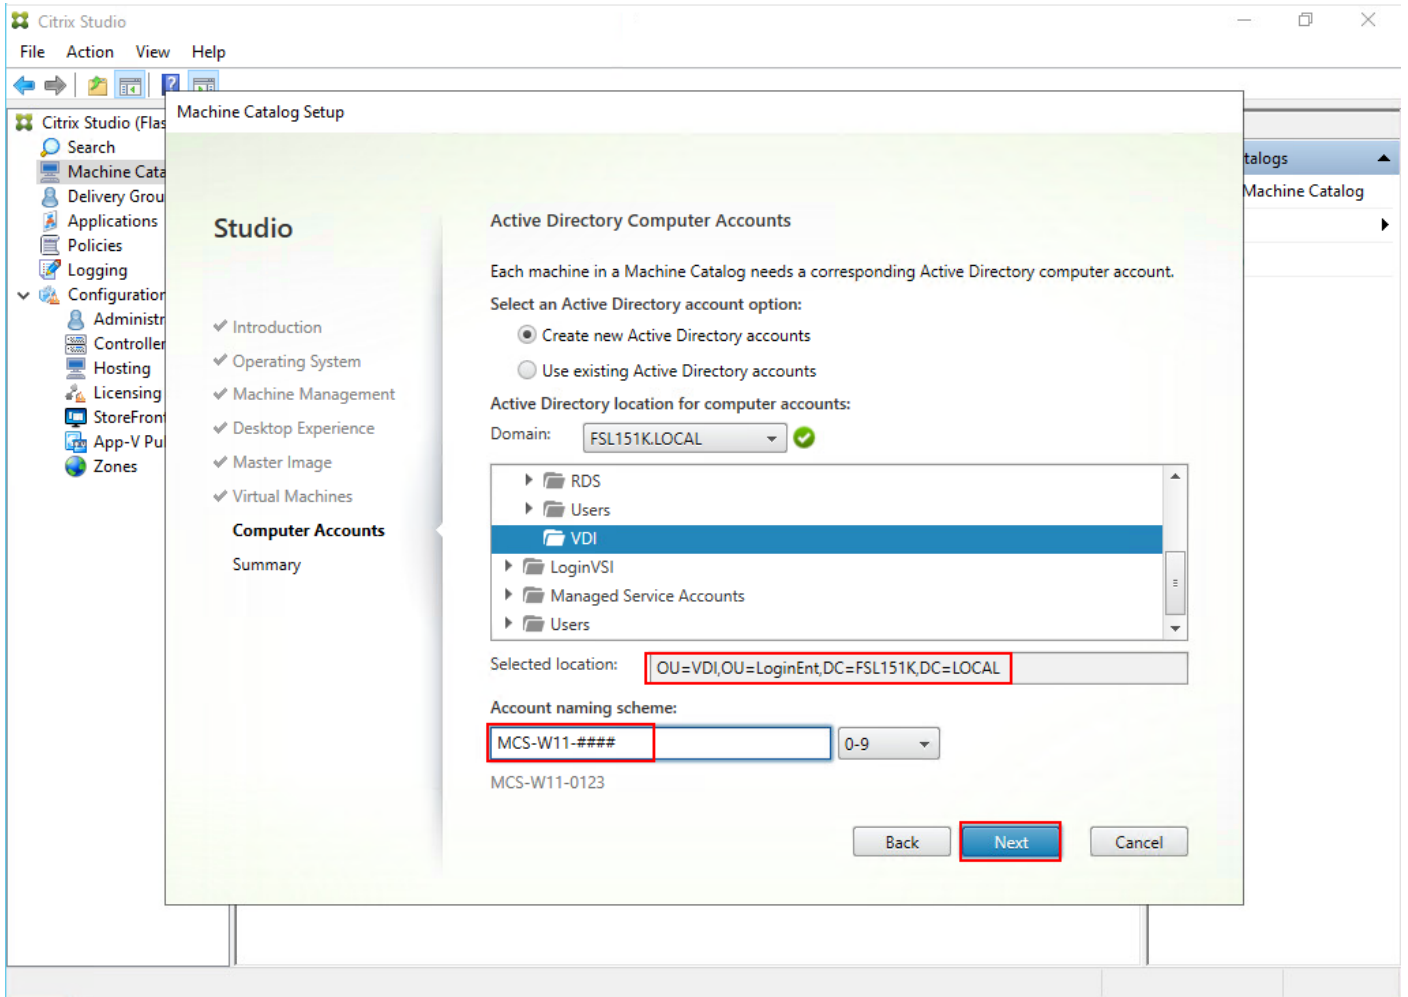 Citrix Studio
File Action View Help
Machine Catalog Setup
Citrix Studio (Flas
Search
Machine Cata
Delivery Grou
Applications
Policies
Logging
Configuration
Administr
Controller
Hosting
Licensing
StoreFront
App-V Pu
Zones
Studio
Introduction
Operating System
Machine Management
Desktop Experience
Master Image
Virtual Machines
Computer Accounts
Summary
Active Directory Computer Accounts
Each machine in a Machine Catalog needs a corresponding Active Directory computer account.
Select an Active Directory account option:
Create new Active Directory accounts
Use existing Active Directory accounts
Active Directory location for computer accounts:
Domain: FSL151K.LOCAL
RDS
Users
VDI
LoginVSI
Managed Service Accounts
Users
Selected location: OU=VDI,OU=LoginEnt,DC=FSL151K,DC=LOCAL
Account naming scheme:
MCS-W11-#### 0-9
MCS-W11-0123
Back Next Cancel
talogs
Machine Catalog